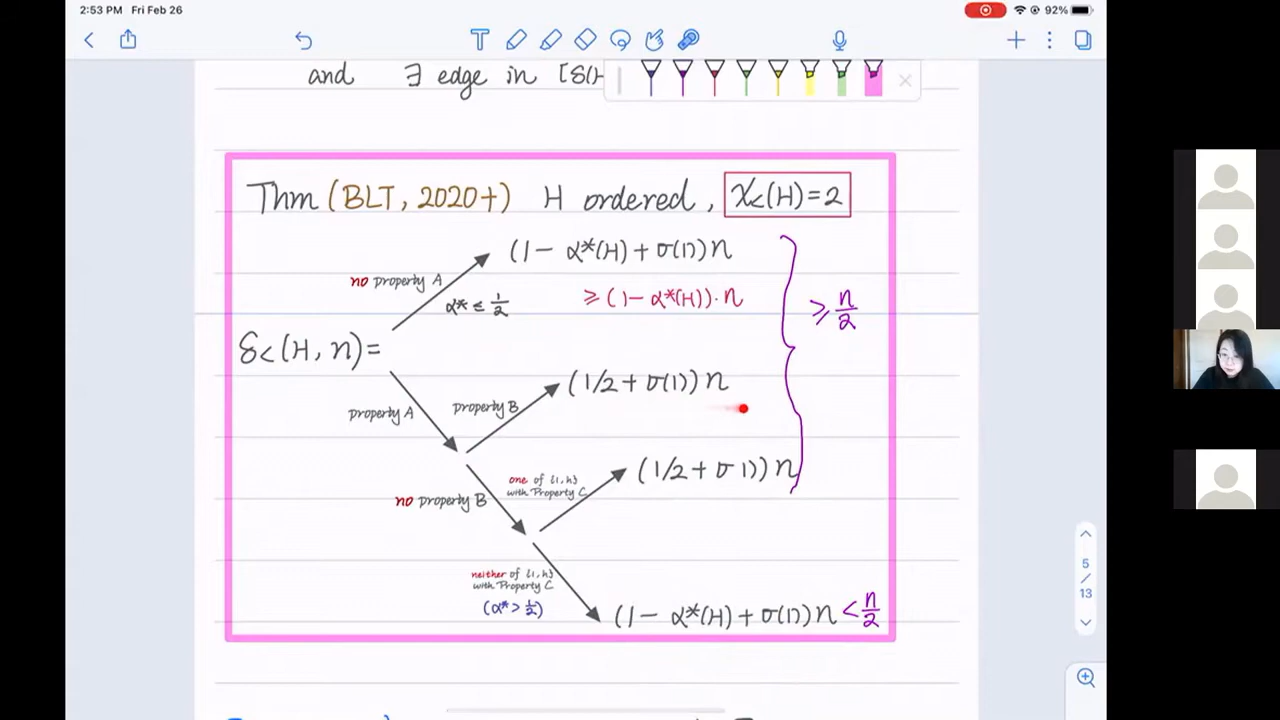 2:53 PM Fri Feb 26
92%
and ∃ edge in [δ(H
Thm (BLT, 2020+) H ordered, χ<(H)=2
(1 − α*(H) + o(1))n
no property A
α* ≤ 1/2
≥ (1 − α*(H))·n
≥ n/2
δ<(H, n)=
(1/2 + o(1))n
property A
property B
one of {1,h}
with Property C
(1/2 + o(1))n
no property B
neither of {1,h}
with Property C
(α* > 1/2)
(1 − α*(H) + o(1))n < n/2
5
/
13